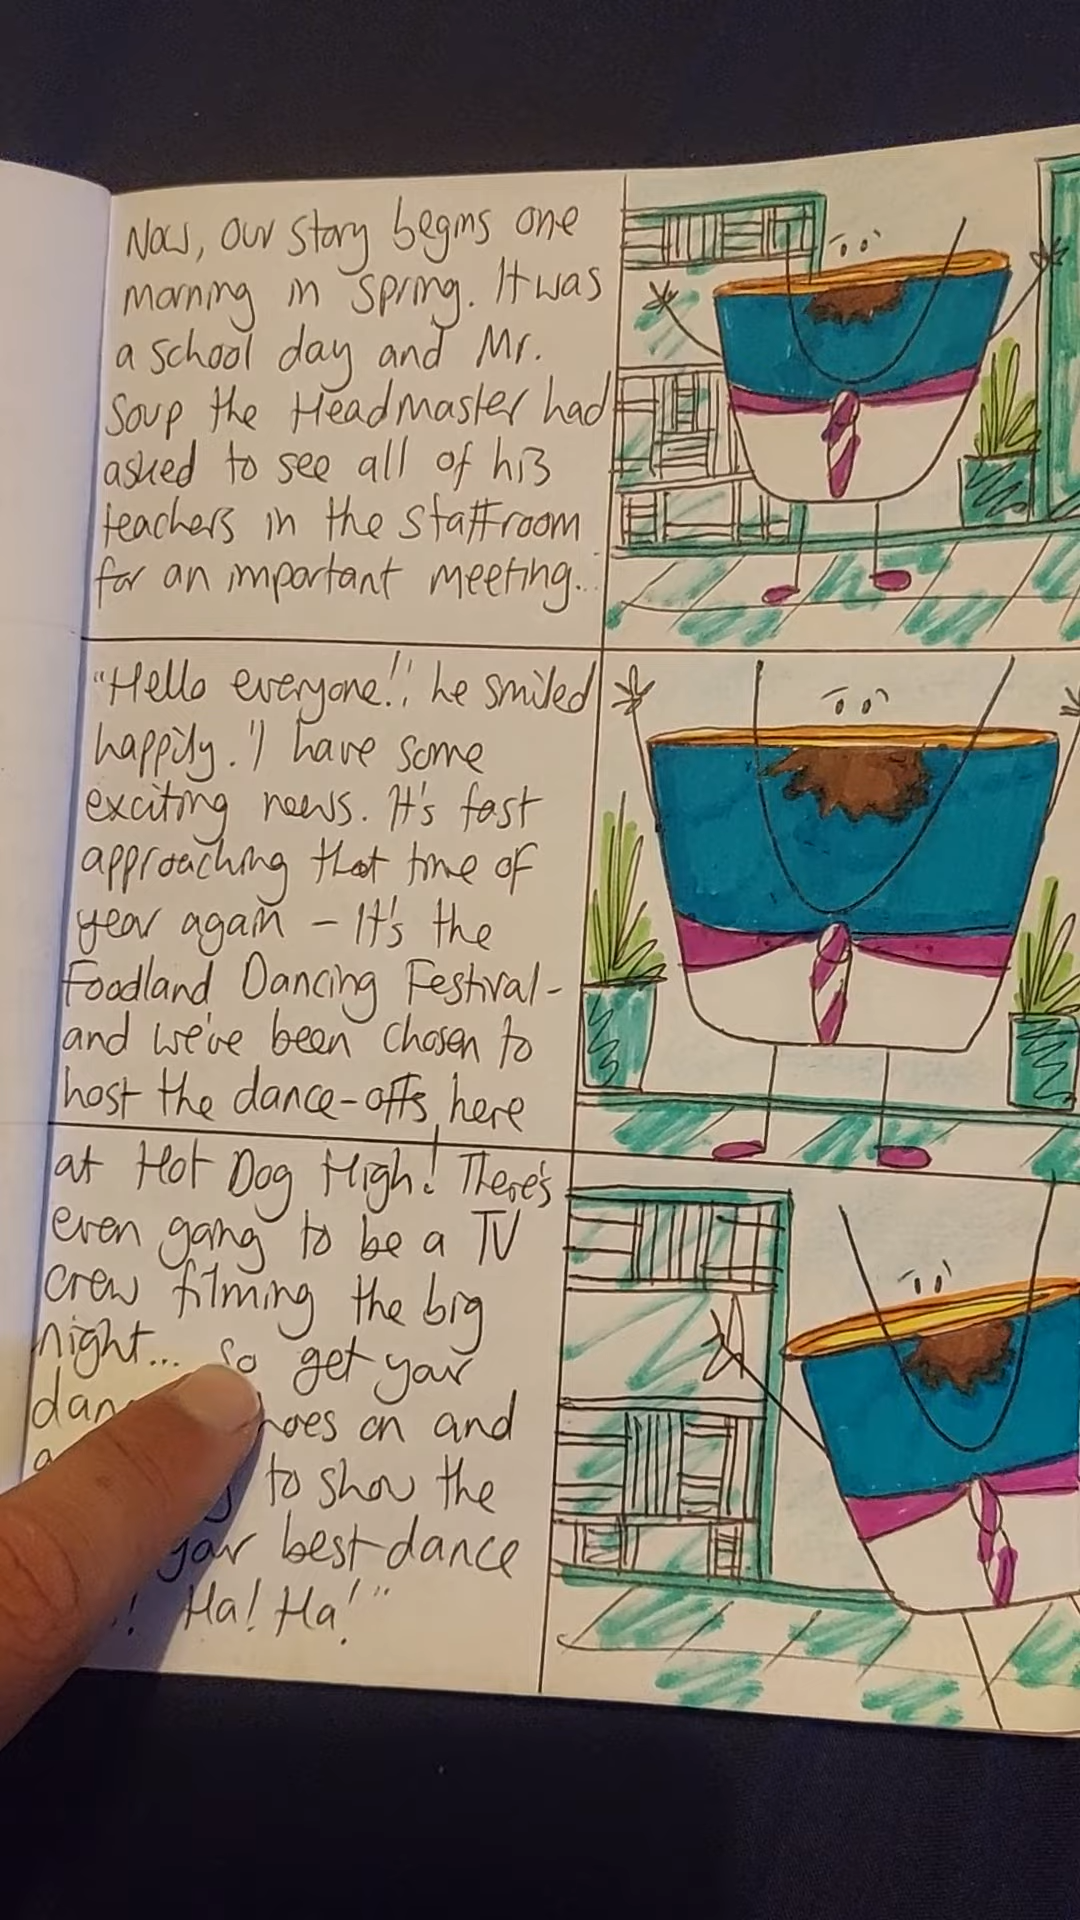 Now, our story begins one
morning in spring. It was
a school day and Mr.
Soup the Headmaster had
asked to see all of his
teachers in the staffroom
for an important meeting...
"Hello everyone!", he smiled
happily. "I have some
exciting news. It's fast
approaching that time of
year again - It's the
Foodland Dancing Festival -
and we've been chosen to
host the dance-offs here
at Hot Dog High! There's
even going to be a TV
crew filming the big
night... So get your
on and
to show the
your best dance
! Ha! Ha!"